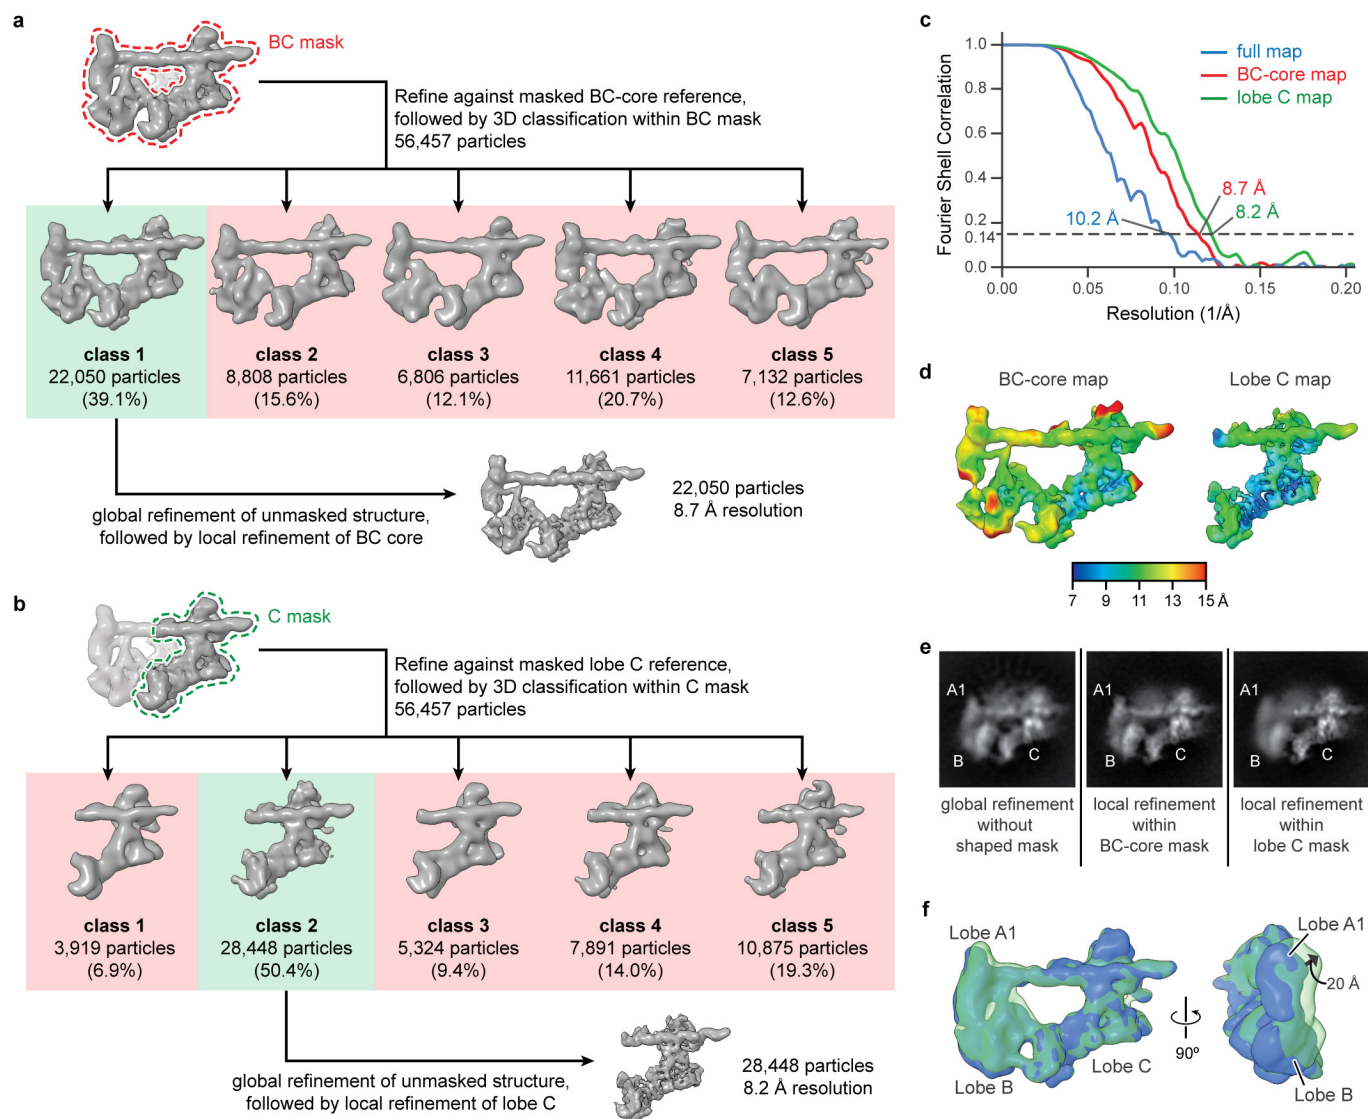 a
BC mask
Refine against masked BC-core reference,
followed by 3D classification within BC mask
56,457 particles
class 1
22,050 particles
(39.1%)
class 2
8,808 particles
(15.6%)
class 3
6,806 particles
(12.1%)
class 4
11,661 particles
(20.7%)
class 5
7,132 particles
(12.6%)
global refinement of unmasked structure,
followed by local refinement of BC core
22,050 particles
8.7 Å resolution
b
C mask
Refine against masked lobe C reference,
followed by 3D classification within C mask
56,457 particles
class 1
3,919 particles
(6.9%)
class 2
28,448 particles
(50.4%)
class 3
5,324 particles
(9.4%)
class 4
7,891 particles
(14.0%)
class 5
10,875 particles
(19.3%)
global refinement of unmasked structure,
followed by local refinement of lobe C
28,448 particles
8.2 Å resolution
c
Fourier Shell Correlation
1.0
0.8
0.6
0.4
0.2
0.14
0.0
full map
BC-core map
lobe C map
10.2 Å
8.7 Å
8.2 Å
0.00
0.05
0.10
0.15
0.20
Resolution (1/Å)
d
BC-core map
Lobe C map
7
9
11
13
15 Å
e
A1
B
C
global refinement
without
shaped mask
A1
B
C
local refinement
within
BC-core mask
A1
B
C
local refinement
within
lobe C mask
f
Lobe A1
Lobe B
Lobe C
90º
Lobe A1
20 Å
Lobe B